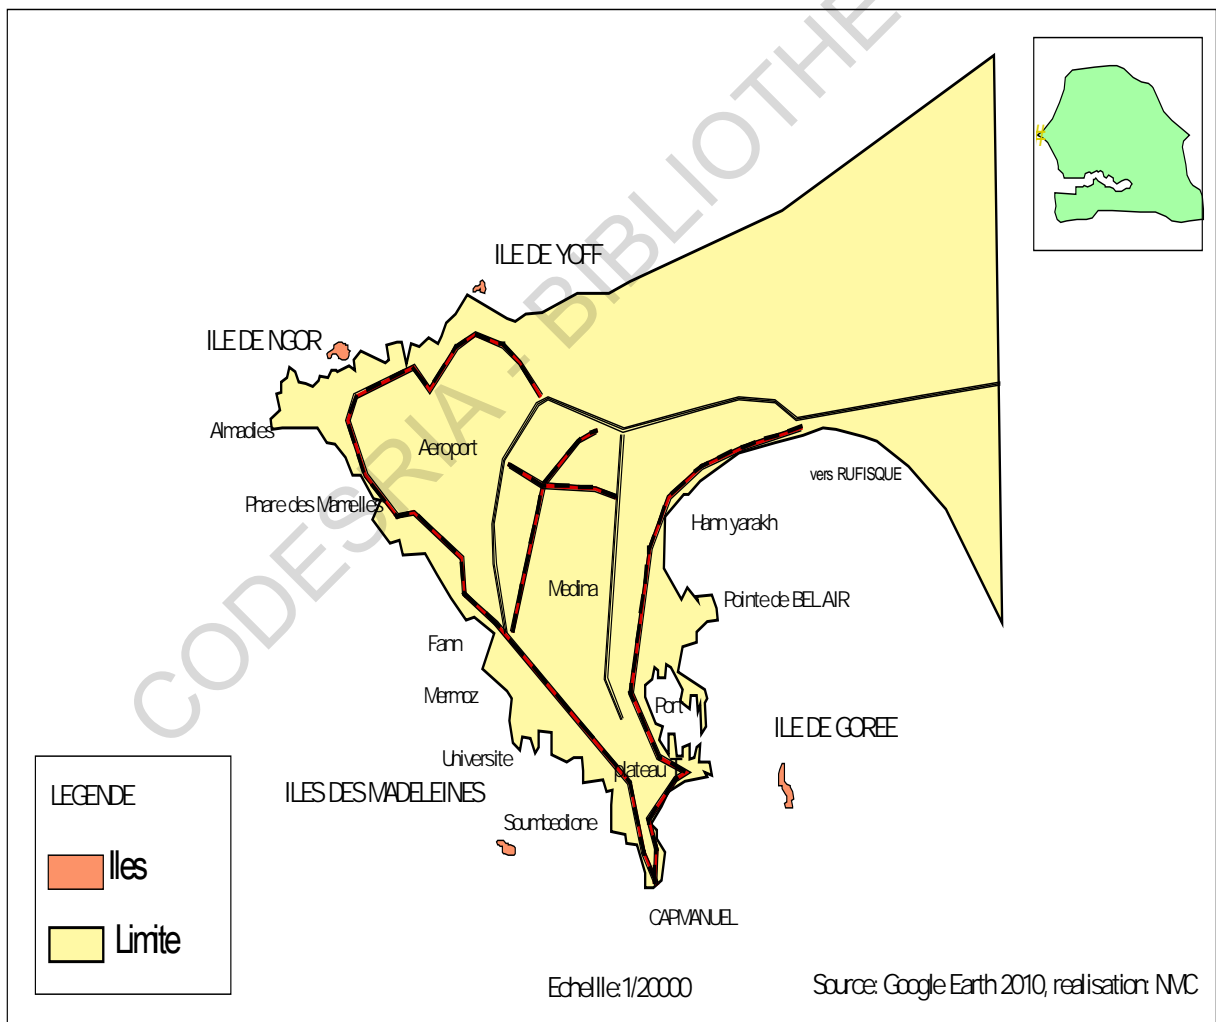 CODESRIA - BIBLIOTHE
ILE DE YOFF
ILE DE NGOR
Almadies
Aeroport
vers RUFISQUE
Phare des Mamelles
Hann yarakh
Medina
Pointe de BEL AIR
Fann
Mermoz
Port
ILE DE GOREE
Universite
plateau
ILES DES MADELEINES
Soumbedione
CAPMANUEL
LEGENDE
Iles
Limite
Echellle:1/20000
Source: Google Earth 2010, realisation: NMC